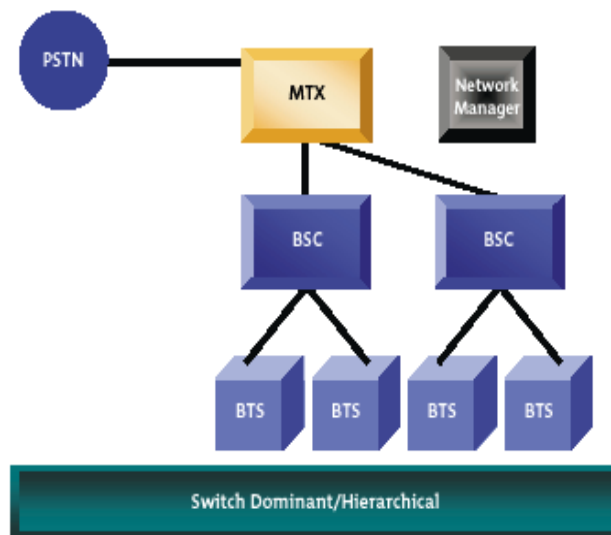 PSTN
MTX
Network
Manager
BSC
BSC
BTS
BTS
BTS
BTS
Switch Dominant/Hierarchical